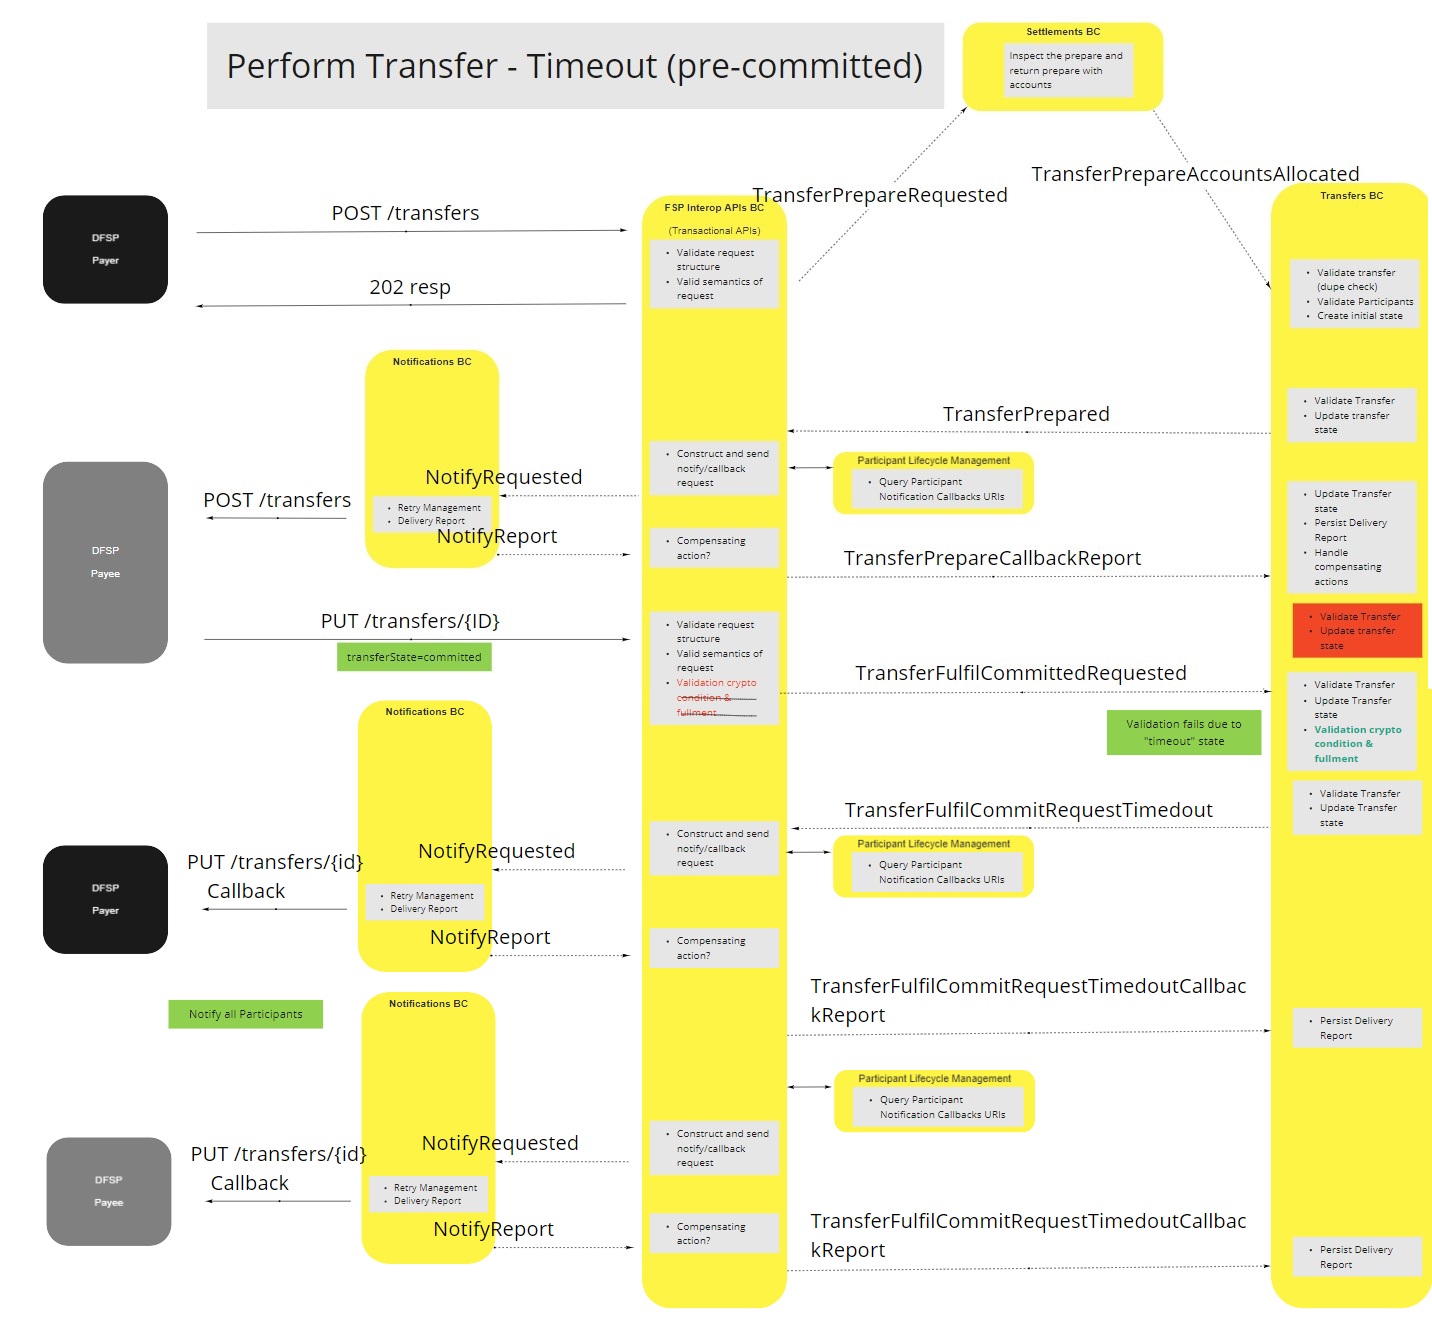 Perform Transfer - Timeout (pre-committed)
Settlements BC
Inspect the prepare and
return prepare with
accounts
TransferPrepareRequested
TransferPrepareAccountsAllocated
DFSP
Payer
POST /transfers
202 resp
FSP Interop APIs BC
(Transactional APIs)
• Validate request
structure
• Valid semantics of
request
Transfers BC
• Validate transfer
(dupe check)
• Validate Participants
• Create initial state
Notifications BC
TransferPrepared
• Validate Transfer
• Update transfer
state
DFSP
Payee
POST /transfers
NotifyRequested
• Retry Management
• Delivery Report
NotifyReport
• Construct and send
notify/callback
request
Participant Lifecycle Management
• Query Participant
Notification Callbacks URIs
• Compensating
action?
TransferPrepareCallbackReport
• Update Transfer
state
• Persist Delivery
Report
• Handle
compensating
actions
PUT /transfers/{ID}
transferState=committed
• Validate request
structure
• Valid semantics of
request
• Validation crypto
condition &
fullment
• Validate Transfer
• Update transfer
state
TransferFulfilCommittedRequested
Validation fails due to
"timeout" state
• Validate Transfer
• Update Transfer
state
• Validation crypto
condition &
fullment
Notifications BC
TransferFulfilCommitRequestTimedout
• Validate Transfer
• Update Transfer
state
DFSP
Payer
PUT /transfers/{id}
Callback
NotifyRequested
• Retry Management
• Delivery Report
NotifyReport
• Construct and send
notify/callback
request
Participant Lifecycle Management
• Query Participant
Notification Callbacks URIs
• Compensating
action?
TransferFulfilCommitRequestTimedoutCallbac
kReport
• Persist Delivery
Report
Notify all Participants
Notifications BC
Participant Lifecycle Management
• Query Participant
Notification Callbacks URIs
DFSP
Payee
PUT /transfers/{id}
Callback
NotifyRequested
• Retry Management
• Delivery Report
NotifyReport
• Construct and send
notify/callback
request
• Compensating
action?
TransferFulfilCommitRequestTimedoutCallbac
kReport
• Persist Delivery
Report